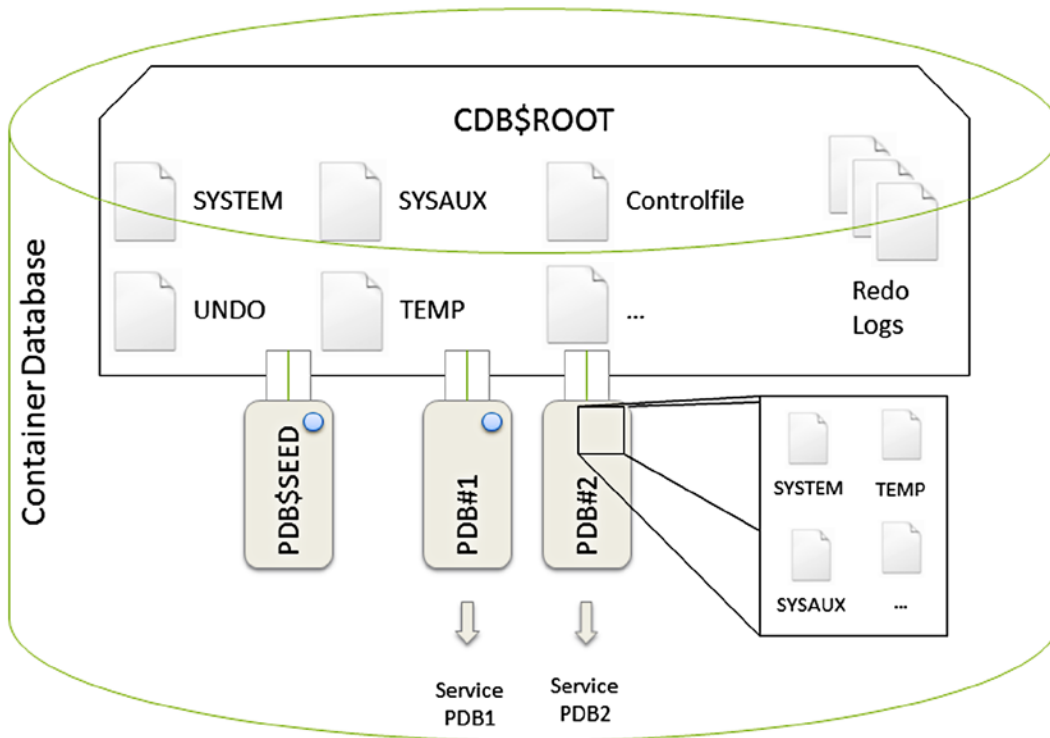 CDB$ROOT
SYSTEM
SYSAUX
Controlfile
UNDO
TEMP
...
Redo
Logs
Container Database
PDB$SEED
PDB#1
PDB#2
SYSTEM
TEMP
SYSAUX
...
Service
PDB1
Service
PDB2